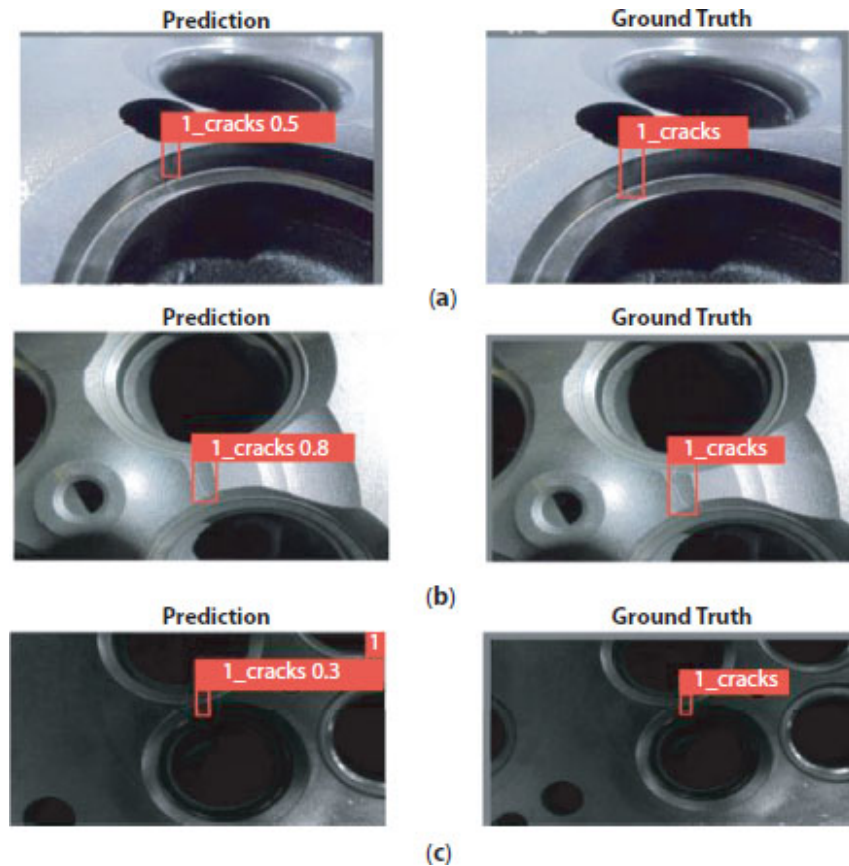 Prediction
Ground Truth
1_cracks 0.5
1_cracks
(a)
Prediction
Ground Truth
1_cracks 0.8
1_cracks
(b)
Prediction
Ground Truth
1
1_cracks 0.3
1_cracks
(c)